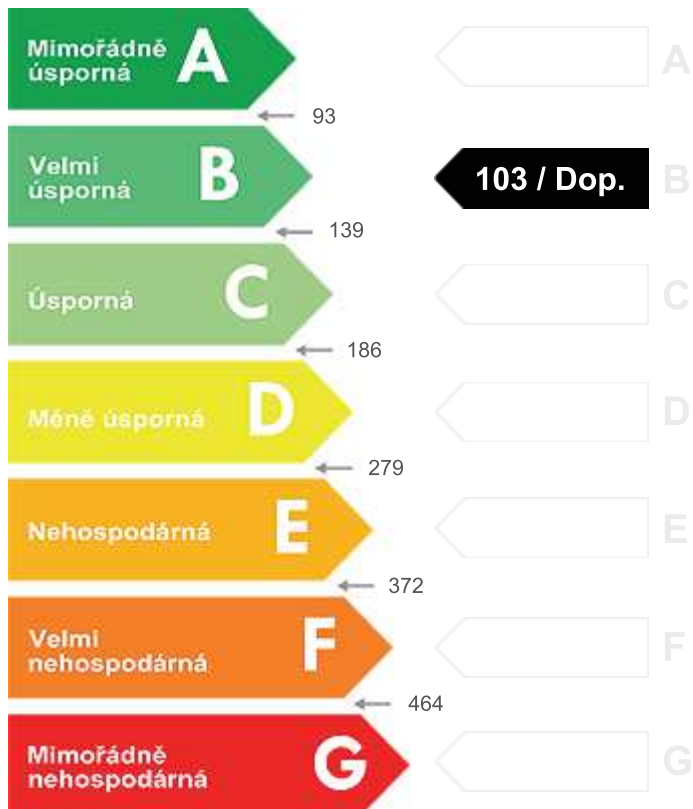 Mimořádně
úsporná
A
A
93
Velmi
úsporná
B
103 / Dop.
B
139
Úsporná
C
C
186
Méně úsporná
D
D
279
Nehospodárná
E
E
372
Velmi
nehospodárná
F
F
464
Mimořádně
nehospodárná
G
G